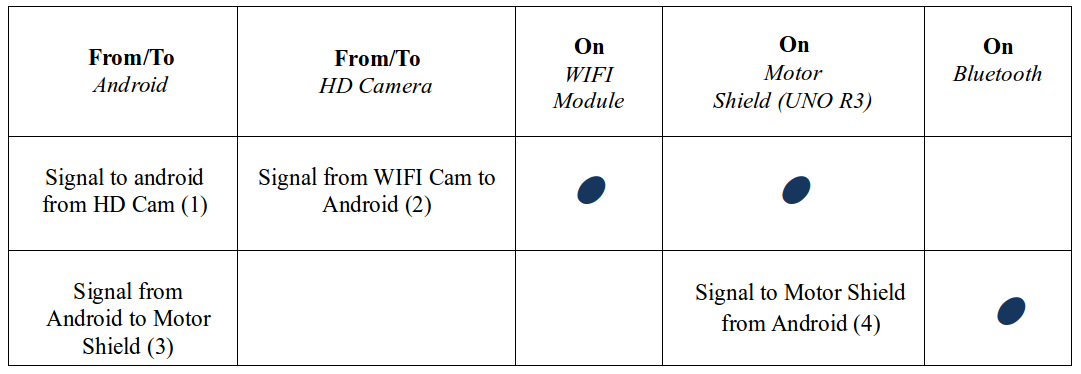 From/To
Android
From/To
HD Camera
On
WIFI
Module
On
Motor
Shield (UNO R3)
On
Bluetooth
Signal to android
from HD Cam (1)
Signal from WIFI Cam to
Android (2)
Signal from
Android to Motor
Shield (3)
Signal to Motor Shield
from Android (4)